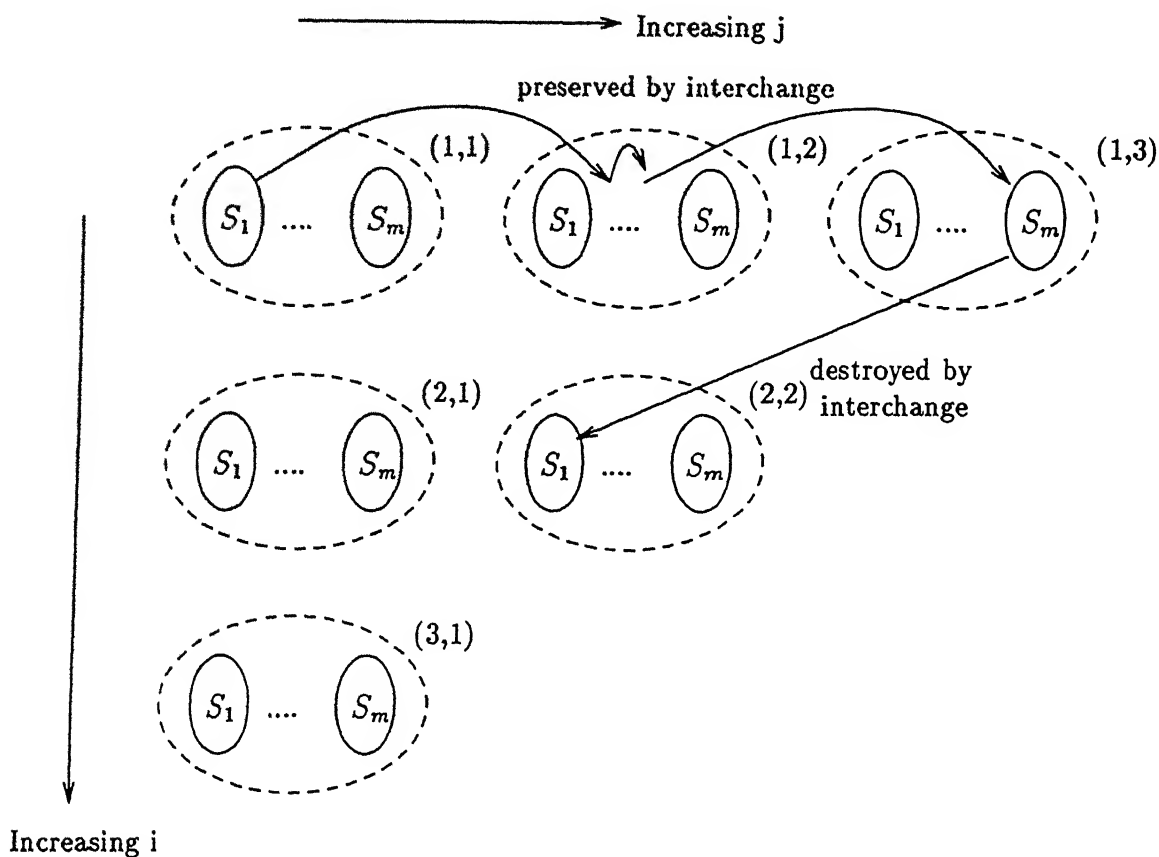 Increasing j
preserved by interchange
(1,1)
(1,2)
(1,3)
S₁ .... Sₘ
S₁ .... Sₘ
S₁ .... Sₘ
destroyed by
interchange
(2,1)
(2,2)
S₁ .... Sₘ
S₁ .... Sₘ
(3,1)
S₁ .... Sₘ
Increasing i